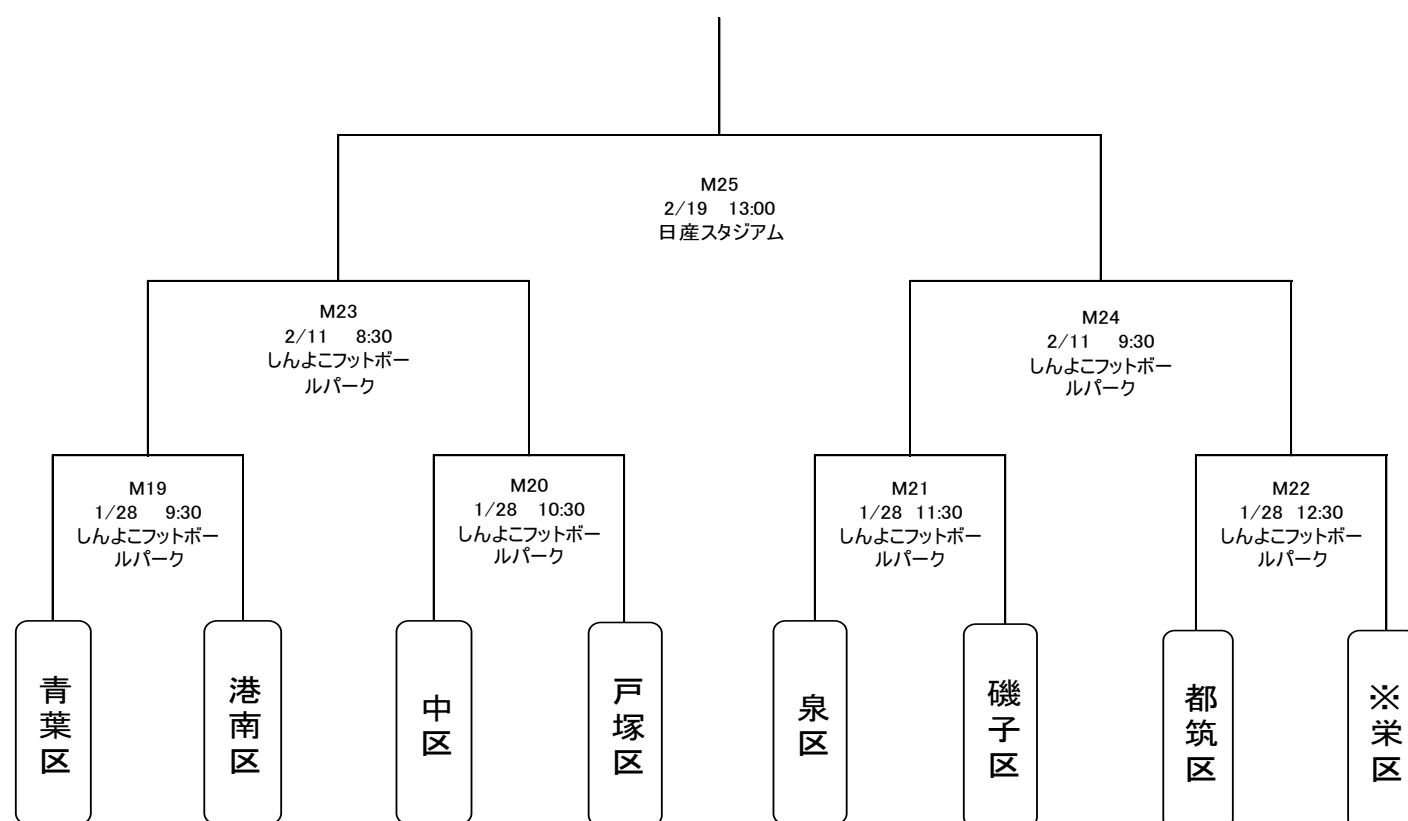 M25
2/19 13:00
日産スタジアム
M23
2/11 8:30
しんよこフットボー
ルパーク
M24
2/11 9:30
しんよこフットボー
ルパーク
M19
1/28 9:30
しんよこフットボー
ルパーク
M20
1/28 10:30
しんよこフットボー
ルパーク
M21
1/28 11:30
しんよこフットボー
ルパーク
M22
1/28 12:30
しんよこフットボー
ルパーク
青葉区
港南区
中区
戸塚区
泉区
磯子区
都筑区
※栄区